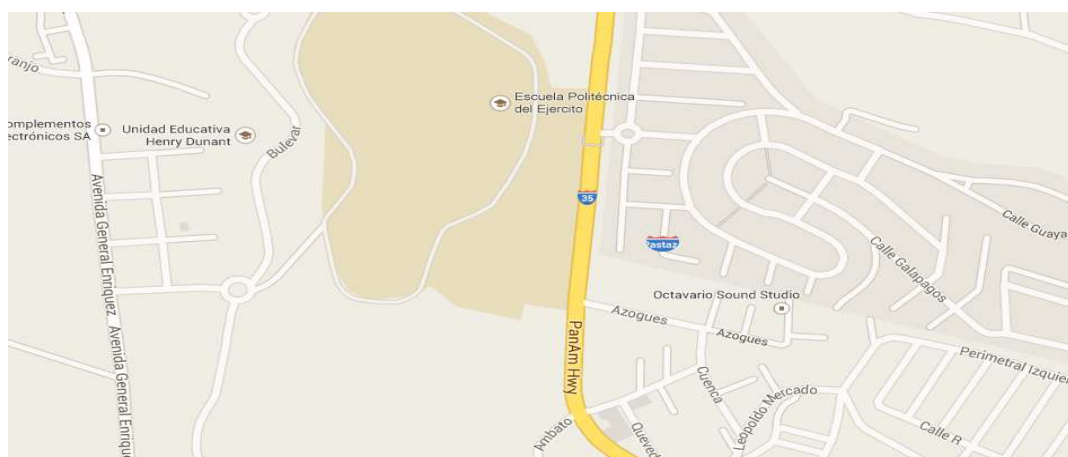 ranjo
Escuela Politécnica
del Ejercito
omplementos
ectrónicos SA
Unidad Educativa
Henry Dunant
Bulevar
35
Avenida General Enriquez
Avenida General Enrique
Calle Guaya
Calle Galapagos
astaz
Octavario Sound Studio
Azogues
Azogues
PanAm Hwy
Perimetral Izquier
Cuenca
Leopoldo Mercado
Ambato
Queved
Calle R